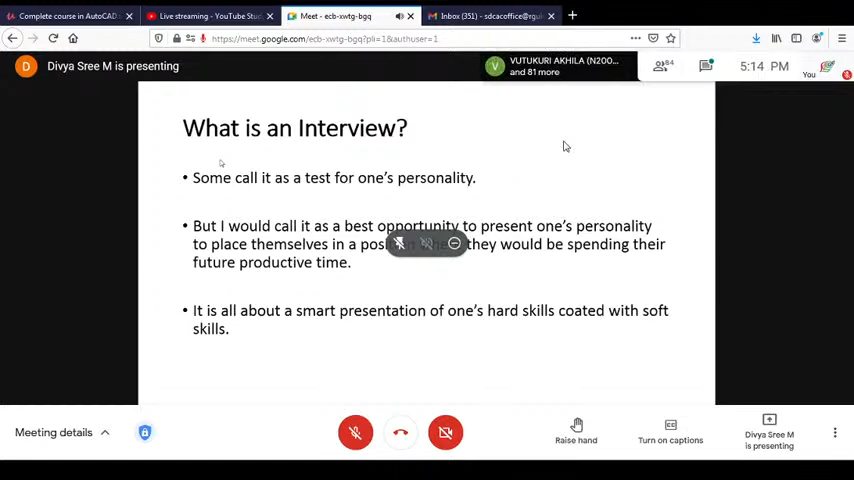 Complete course in AutoCAD :
Live streaming - YouTube Stud
Meet - ecb-xwtg-bgq
Inbox (351) - sdcacoffice@rguk
https://meet.google.com/ecb-xwtg-bgq?pli=1&authuser=1
D
Divya Sree M is presenting
V
VUTUKURI AKHILA (N200...
and 81 more
84
5:14 PM
You
What is an Interview?
• Some call it as a test for one's personality.
• But I would call it as a best opportunity to present one's personality
to place themselves in a they would be spending their
future productive time.
• It is all about a smart presentation of one's hard skills coated with soft
skills.
Meeting details
Raise hand
Turn on captions
Divya Sree M
is presenting